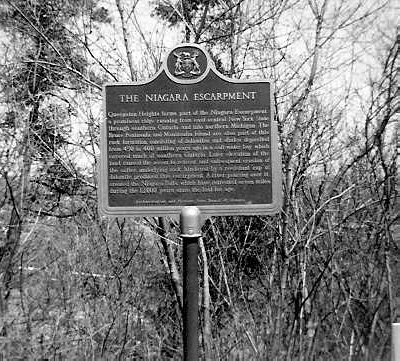 THE NIAGARA ESCARPMENT
Queenston Heights forms part of the Niagara Escarpment,
a prominent ridge running from east-central New York State
through southern Ontario and into northern Michigan. The
Bruce Peninsula and Manitoulin Island are also part of this
rock formation, consisting of dolomites and shales deposited
from 450 to 400 million years ago in a salt-water bay which
covered much of southern Ontario. Later elevation of the
land caused the ocean to retreat and subsequent erosion of
the softer underlying rock, hindered by a resistant cap of
dolomite, produced this escarpment. A river pouring over it
created the Niagara Falls, which have retreated seven miles
during the 12,000 years since the last ice age.